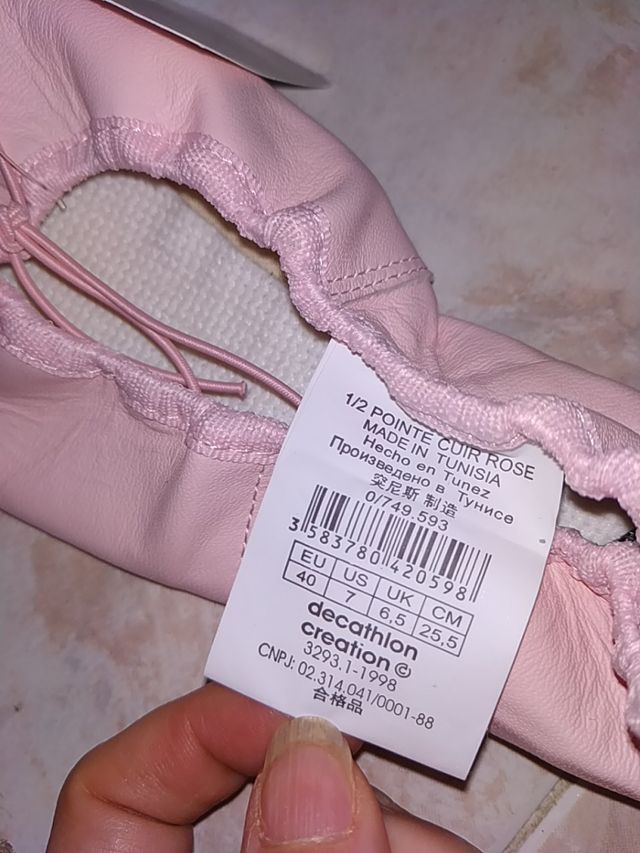 1/2 POINTE CUIR ROSE
MADE IN TUNISIA
Hecho en Tunez
Произведено в Тунисе
突尼斯 制造
0/749.593
3 583780 420598
EU US UK CM
40 7 6,5 25,5
decathlon
creation ©
3293.1-1998
CNPJ: 02.314.041/0001-88
合格品